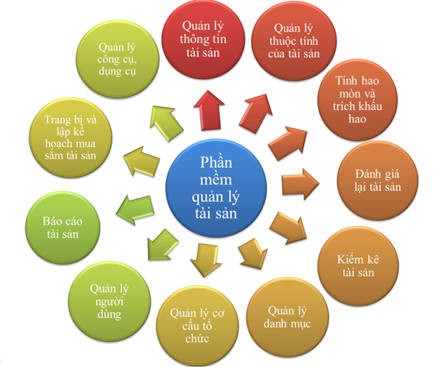 Phần
mềm
quản lý
tài sản
Quản lý
thông tin
tài sản
Quản lý
thuộc tính
của tài sản
Tính hao
mòn và
trích khấu
hao
Đánh giá
lại tài sản
Kiểm kê
tài sản
Quản lý
danh mục
Quản lý cơ
cấu tổ
chức
Quản lý
người
dùng
Báo cáo
tài sản
Trang bị và
lập kế
hoạch mua
sắm tài sản
Quản lý
công cụ,
dụng cụ